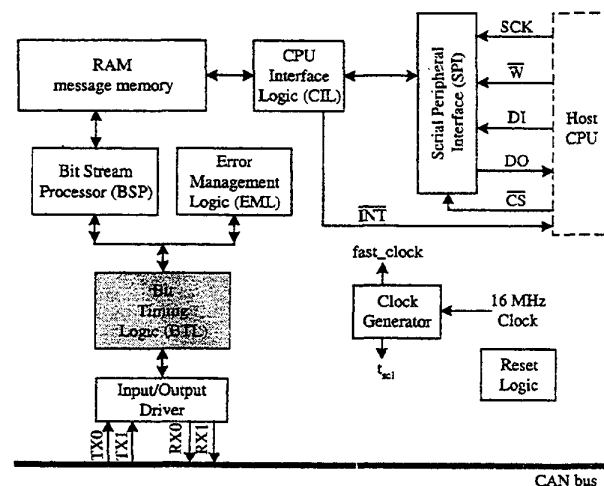 RAM
message memory
CPU
Interface
Logic (CIL)
Serial Peripheral
Interface (SPI)
SCK
W
DI
DO
CS
Host
CPU
Bit Stream
Processor (BSP)
Error
Management
Logic (EML)
INT
fast_clock
Clock
Generator
16 MHz
Clock
t_scl
Reset
Logic
Bit
Timing
Logic (BTL)
Input/Output
Driver
TX0
TX1
RX0
RX1
CAN bus